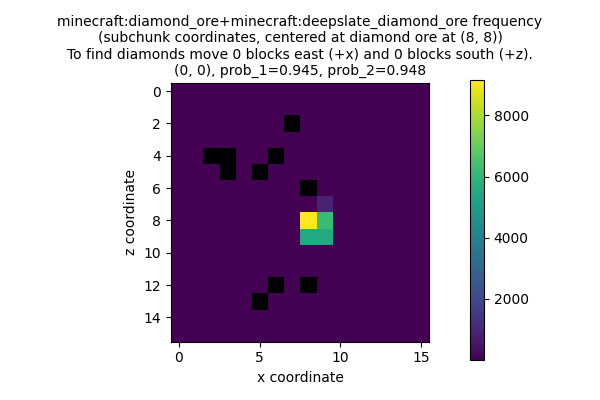 minecraft:diamond_ore+minecraft:deepslate_diamond_ore frequency
(subchunk coordinates, centered at diamond ore at (8, 8))
To find diamonds move 0 blocks east (+x) and 0 blocks south (+z).
(0, 0), prob_1=0.945, prob_2=0.948
0
2
4
6
8
10
12
14
z coordinate
0
5
10
15
x coordinate
8000
6000
4000
2000